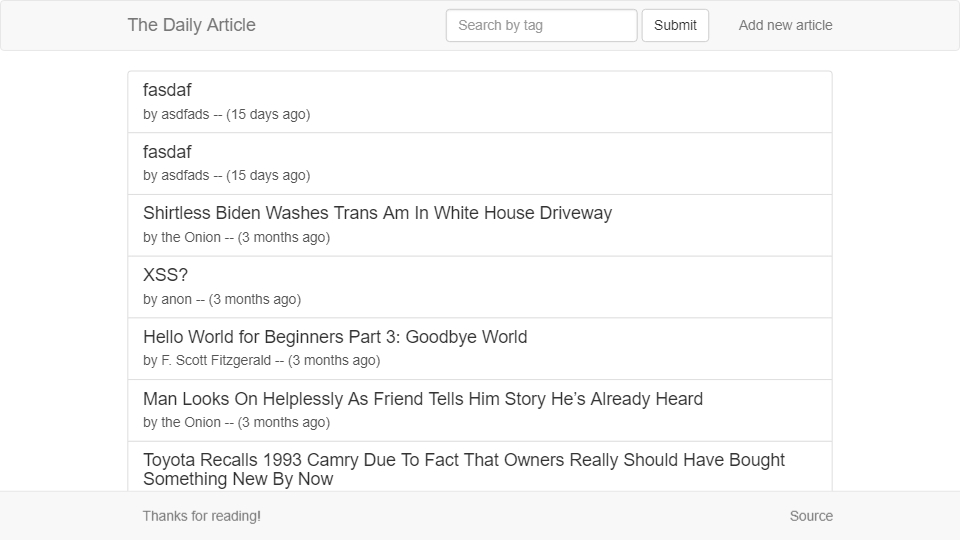 The Daily Article
Search by tag
Submit
Add new article
fasdaf
by asdfads -- (15 days ago)
fasdaf
by asdfads -- (15 days ago)
Shirtless Biden Washes Trans Am In White House Driveway
by the Onion -- (3 months ago)
XSS?
by anon -- (3 months ago)
Hello World for Beginners Part 3: Goodbye World
by F. Scott Fitzgerald -- (3 months ago)
Man Looks On Helplessly As Friend Tells Him Story He’s Already Heard
by the Onion -- (3 months ago)
Toyota Recalls 1993 Camry Due To Fact That Owners Really Should Have Bought
Something New By Now
Thanks for reading!
Source